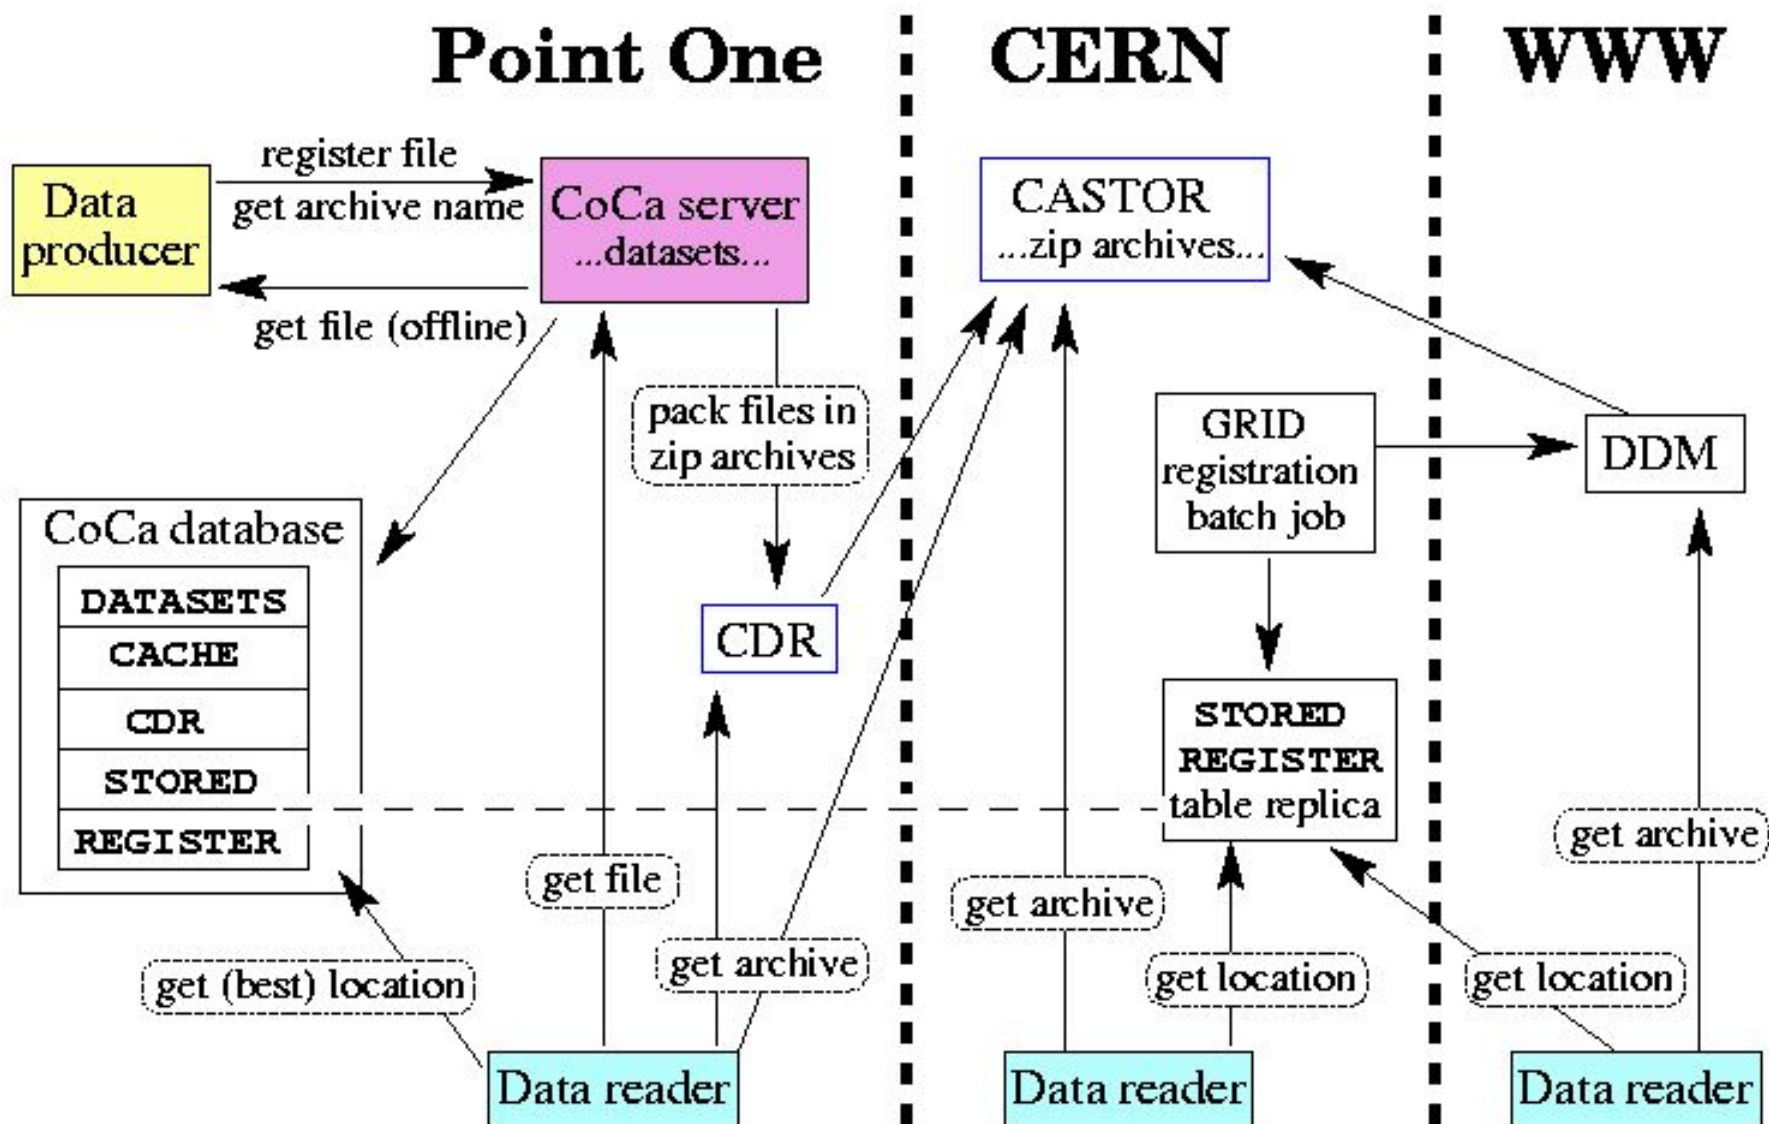 Point One
CERN
WWW
register file
get archive name
Data
producer
CoCa server
...datasets...
get file (offline)
CASTOR
...zip archives...
pack files in
zip archives
GRID
registration
batch job
DDM
CoCa database
DATASETS
CACHE
CDR
STORED
REGISTER
CDR
STORED
REGISTER
table replica
get file
get archive
get (best) location
get archive
get location
get location
get archive
Data reader
Data reader
Data reader